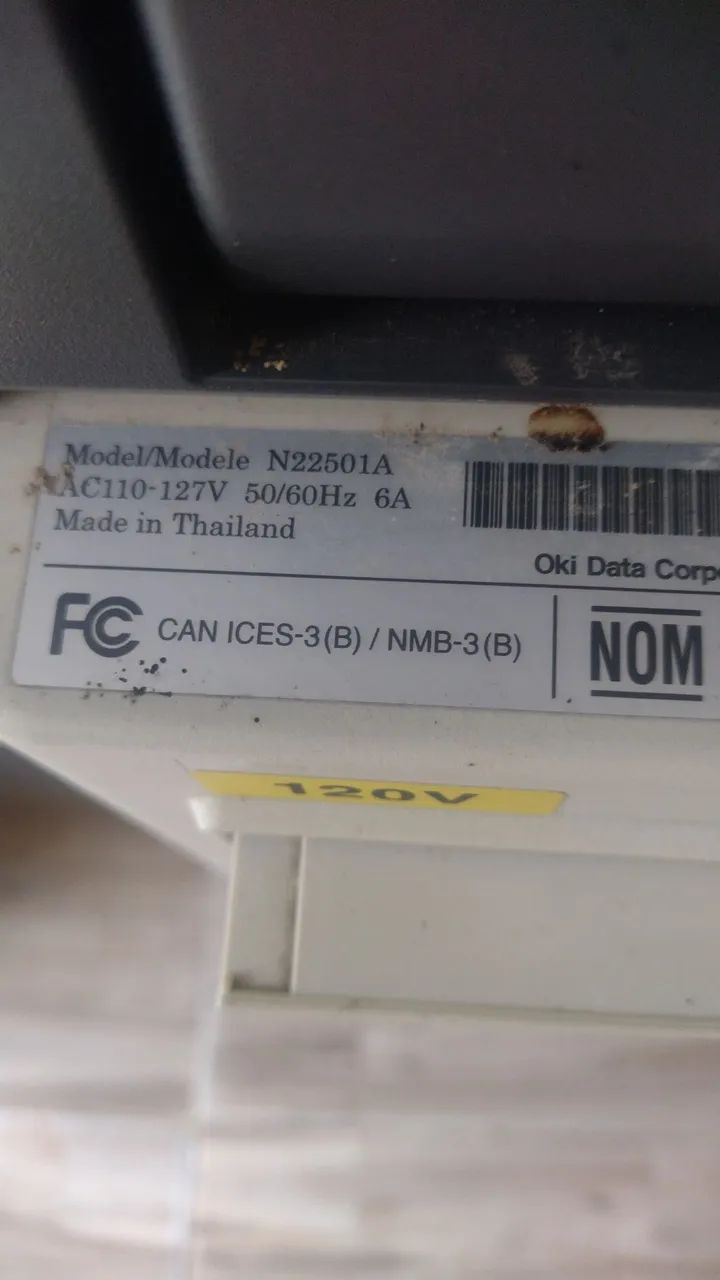 Model/Modele N22501A
AC110-127V 50/60Hz 6A
Made in Thailand
Oki Data
FC CAN ICES-3(B) / NMB-3(B)
NOM
120V